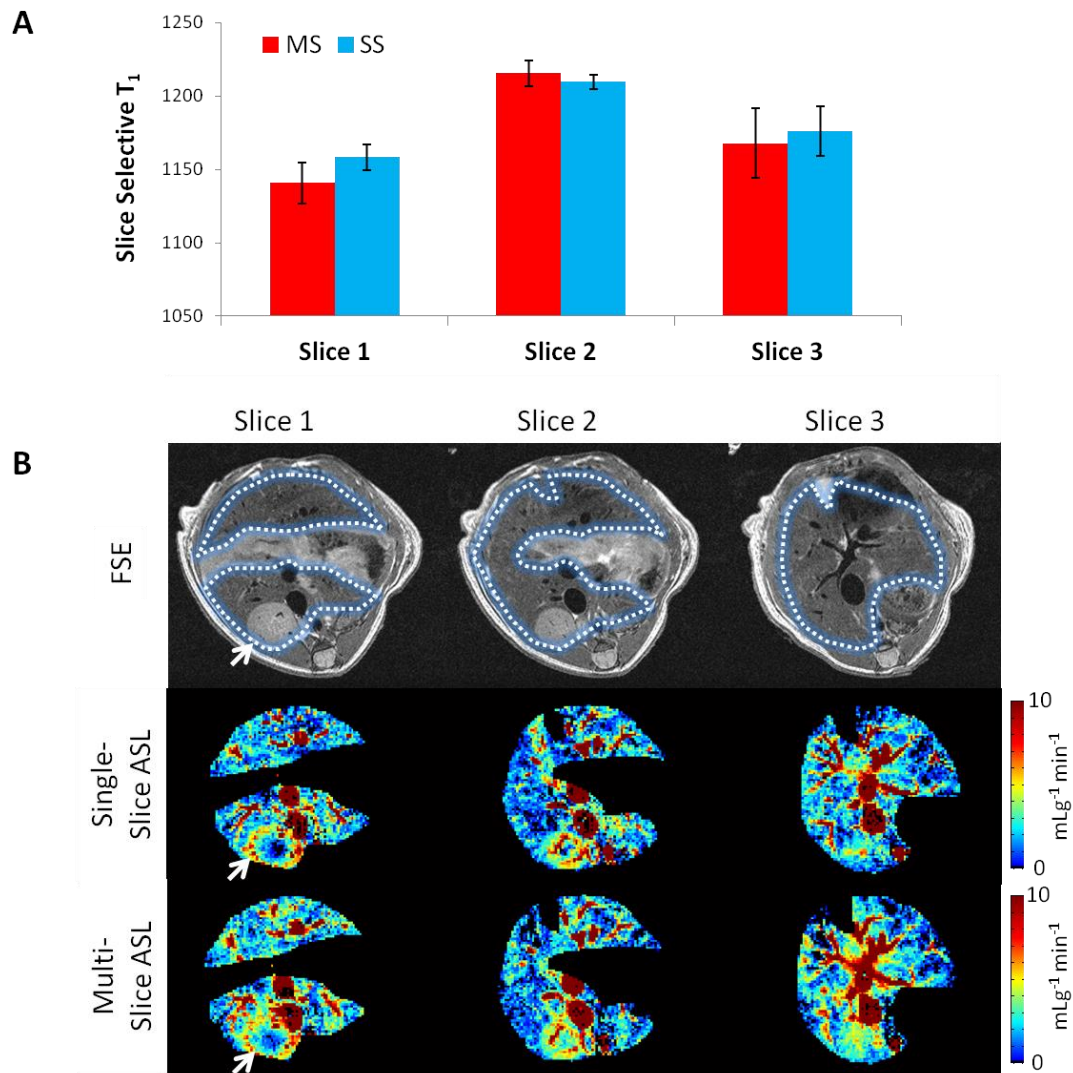 A
Slice Selective T₁
1250
1200
1150
1100
1050
MS SS
Slice 1 Slice 2 Slice 3
B
Slice 1 Slice 2 Slice 3
FSE
Single-
Slice ASL
10
0
mLg⁻¹ min⁻¹
Multi-
Slice ASL
10
0
mLg⁻¹ min⁻¹